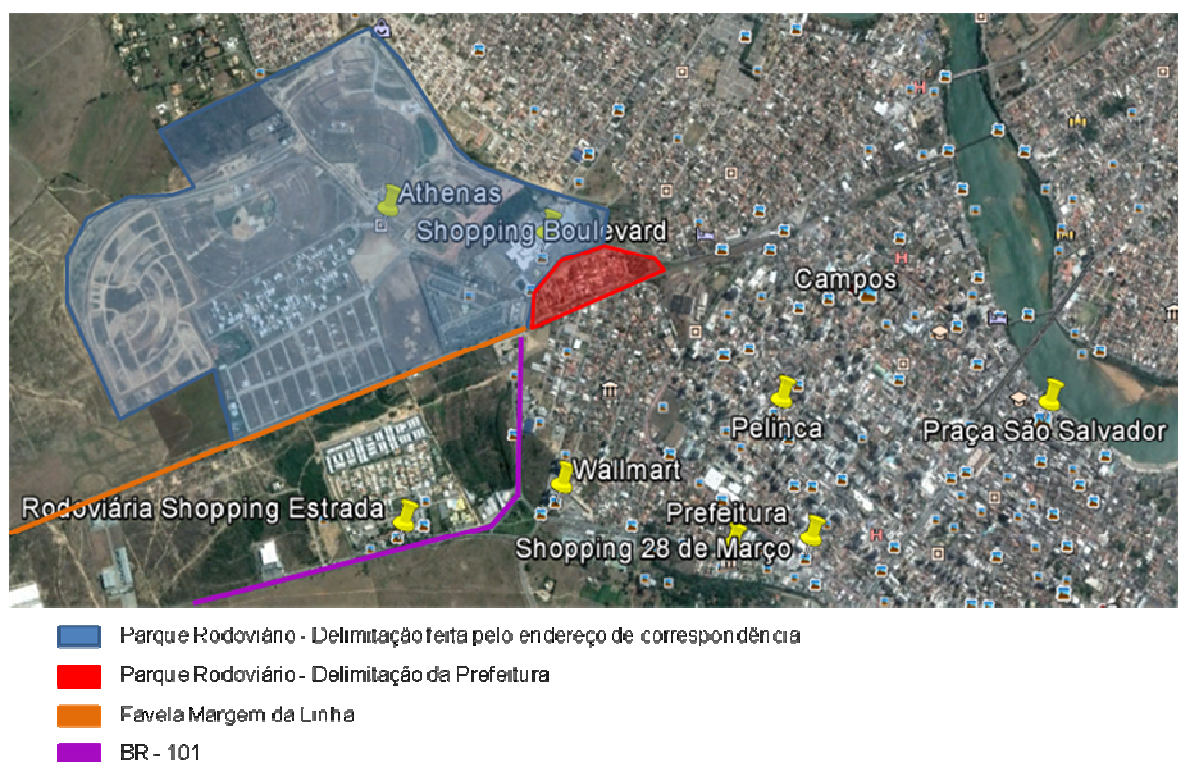 Athenas
Shopping Boulevard
Campos
Pelinca
Praça São Salvador
Wallmart
Rodoviária Shopping Estrada
Prefeitura
Shopping 28 de Março
H
H
H
Parque Rodoviário - Delimitação feita pelo endereço de correspondência
Parque Rodoviário - Delimitação da Prefeitura
Favela Margem da Linha
BR - 101